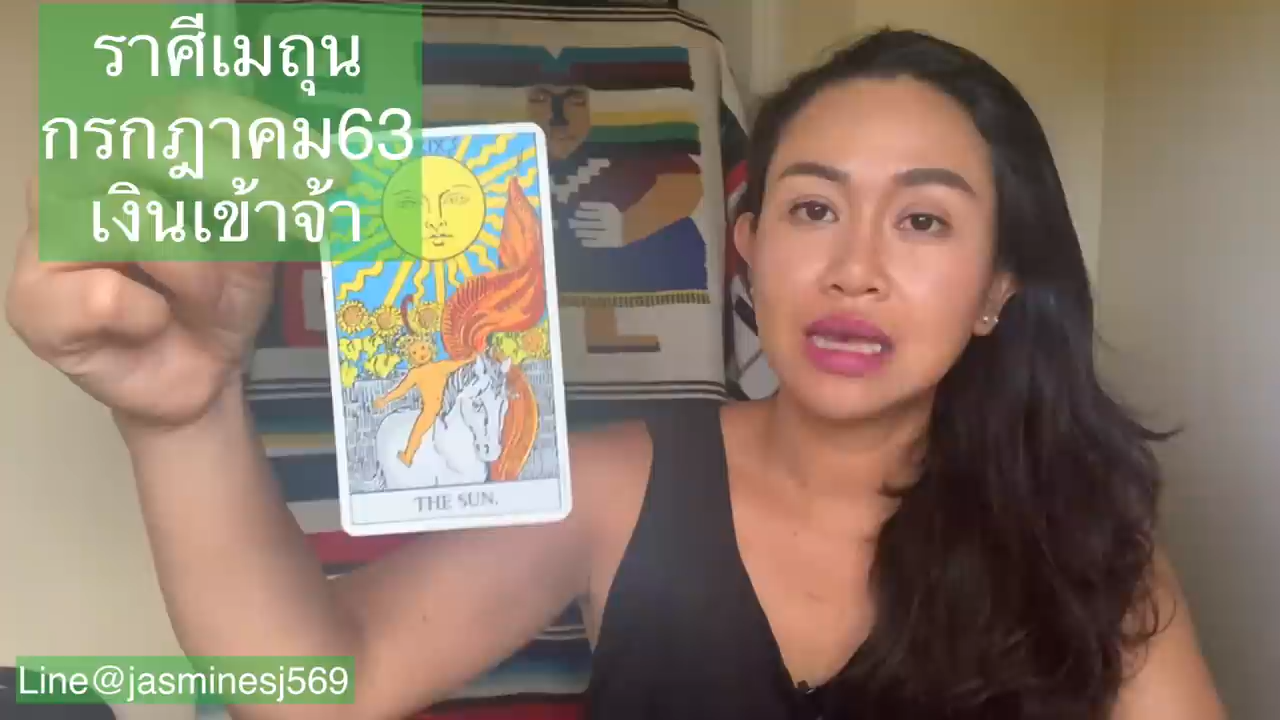 ราศีเมถุน
กรกฎาคม63
เงินเข้าจ้า
THE SUN.
Line@jasminesj569